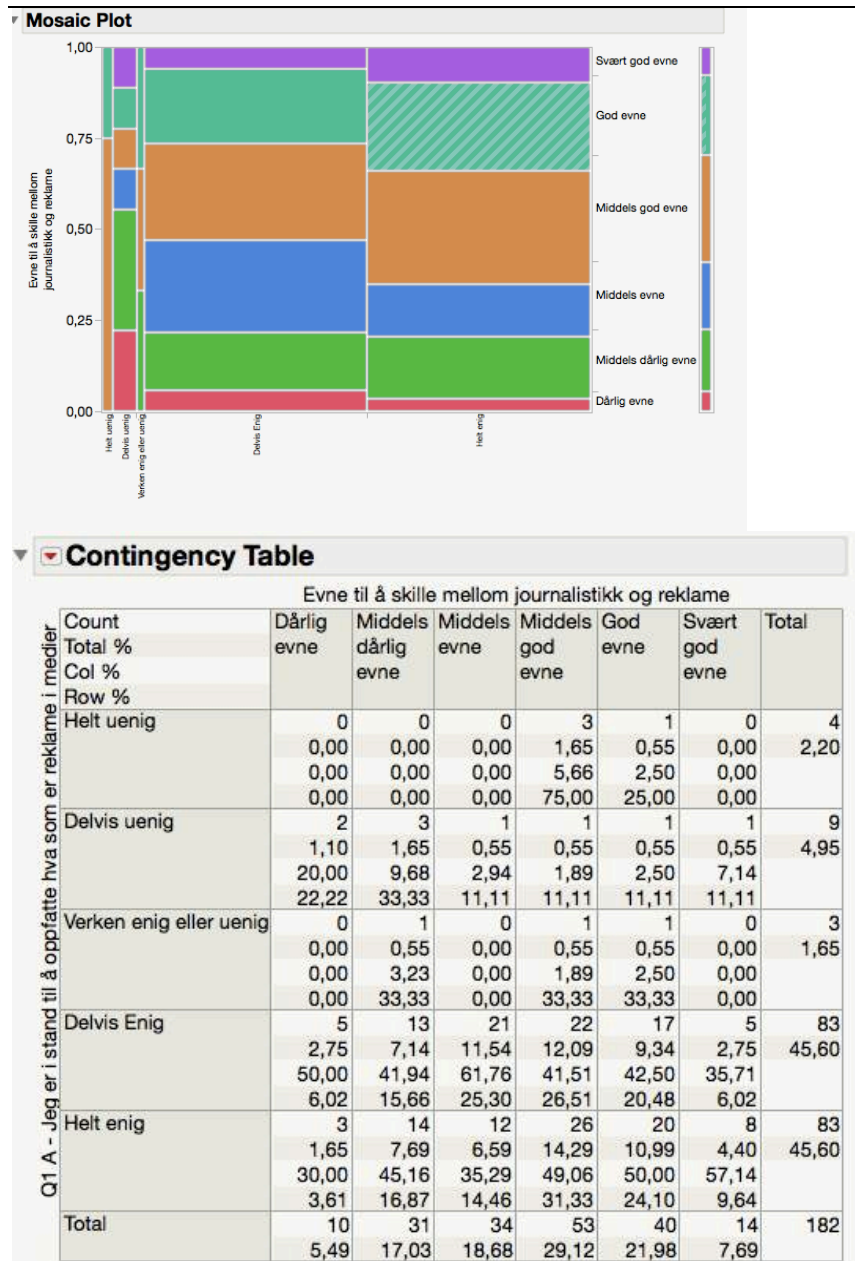 Mosaic Plot
1,00
0,75
0,50
0,25
0,00
Evne til å skille mellom
journalistikk og reklame
Svært god evne
God evne
Middels god evne
Middels evne
Middels dårlig evne
Dårlig evne
Helt uenig
Delvis uenig
Verken enig eller uenig
Delvis Enig
Helt enig
Contingency Table
Evne til å skille mellom journalistikk og reklame
Q1 A - Jeg er i stand til å oppfatte hva som er reklame i medier
Count Dårlig Middels Middels Middels God Svært Total
Total % evne dårlig evne god evne god
Col % evne evne evne
Row %
Helt uenig 0 0 0 3 1 0 4
0,00 0,00 0,00 1,65 0,55 0,00 2,20
0,00 0,00 0,00 5,66 2,50 0,00
0,00 0,00 0,00 75,00 25,00 0,00
Delvis uenig 2 3 1 1 1 1 9
1,10 1,65 0,55 0,55 0,55 0,55 4,95
20,00 9,68 2,94 1,89 2,50 7,14
22,22 33,33 11,11 11,11 11,11 11,11
Verken enig eller uenig 0 1 0 1 1 0 3
0,00 0,55 0,00 0,55 0,55 0,00 1,65
0,00 3,23 0,00 1,89 2,50 0,00
0,00 33,33 0,00 33,33 33,33 0,00
Delvis Enig 5 13 21 22 17 5 83
2,75 7,14 11,54 12,09 9,34 2,75 45,60
50,00 41,94 61,76 41,51 42,50 35,71
6,02 15,66 25,30 26,51 20,48 6,02
Helt enig 3 14 12 26 20 8 83
1,65 7,69 6,59 14,29 10,99 4,40 45,60
30,00 45,16 35,29 49,06 50,00 57,14
3,61 16,87 14,46 31,33 24,10 9,64
Total 10 31 34 53 40 14 182
5,49 17,03 18,68 29,12 21,98 7,69